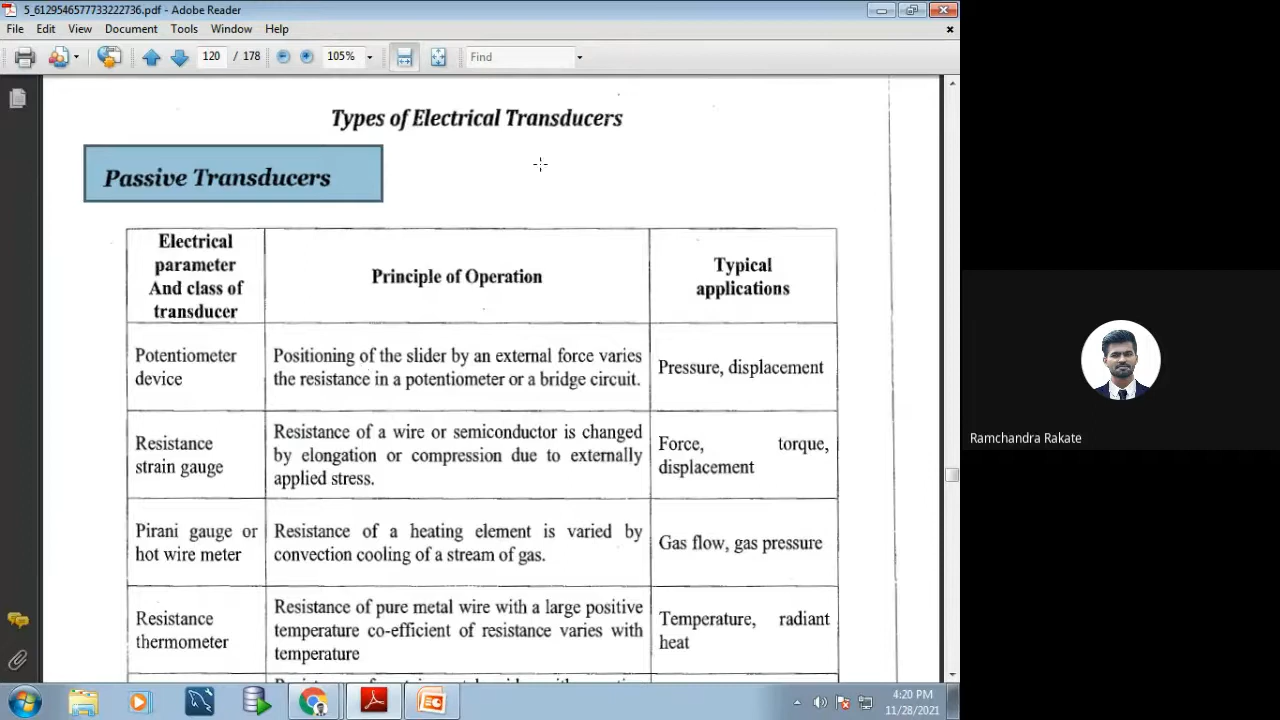 5_6129546577733222736.pdf - Adobe Reader
File Edit View Document Tools Window Help
120 / 178 105% Find
Types of Electrical Transducers
Passive Transducers
Electrical
parameter
And class of
transducer
Principle of Operation
Typical
applications
Potentiometer
device
Positioning of the slider by an external force varies
the resistance in a potentiometer or a bridge circuit.
Pressure, displacement
Resistance
strain gauge
Resistance of a wire or semiconductor is changed
by elongation or compression due to externally
applied stress.
Force, torque,
displacement
Pirani gauge or
hot wire meter
Resistance of a heating element is varied by
convection cooling of a stream of gas.
Gas flow, gas pressure
Resistance
thermometer
Resistance of pure metal wire with a large positive
temperature co-efficient of resistance varies with
temperature
Temperature, radiant
heat
Ramchandra Rakate
4:20 PM
11/28/2021